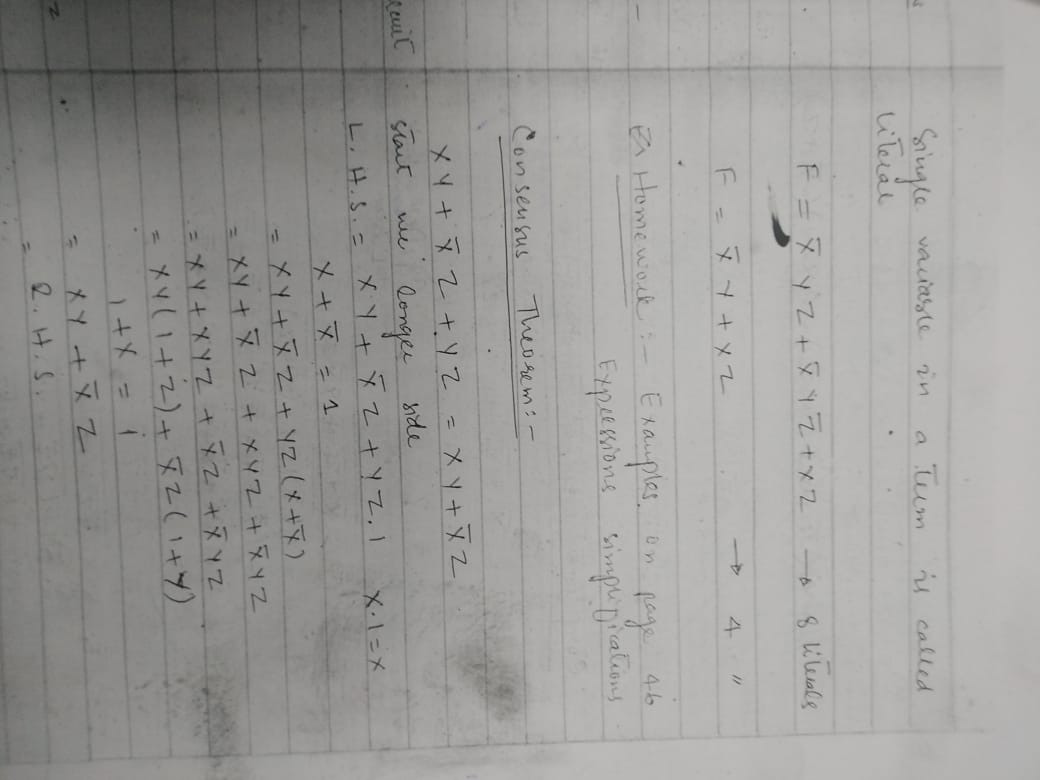 Single variable in a Term is called
literal
F = X̄ Y Z + X̄ Y Z̄ + X Z → 8 literals
F = X̄ Y + X Z → 4 "
Homework :- Examples on page 46
Expressions simplifications
Consensus Theorem :-
X Y + X̄ Z + Y Z = X Y + X̄ Z
start we longer side
L.H.S. = X Y + X̄ Z + Y Z . 1 X . 1 = X
X + X̄ = 1
= X Y + X̄ Z + Y Z ( X + X̄ )
= X Y + X̄ Z + X Y Z + X̄ Y Z
= X Y + X Y Z + X̄ Z + X̄ Y Z
= X Y ( 1 + Z ) + X̄ Z ( 1 + Y )
1 + X = 1
= X Y + X̄ Z
= R.H.S.